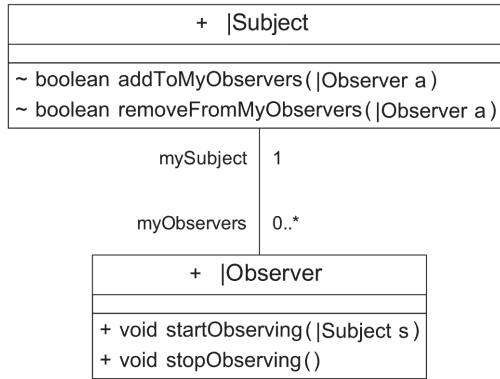 + |Subject
~ boolean addToMyObservers(|Observer a)
~ boolean removeFromMyObservers(|Observer a)
mySubject 1
myObservers 0..*
+ |Observer
+ void startObserving(|Subject s)
+ void stopObserving()